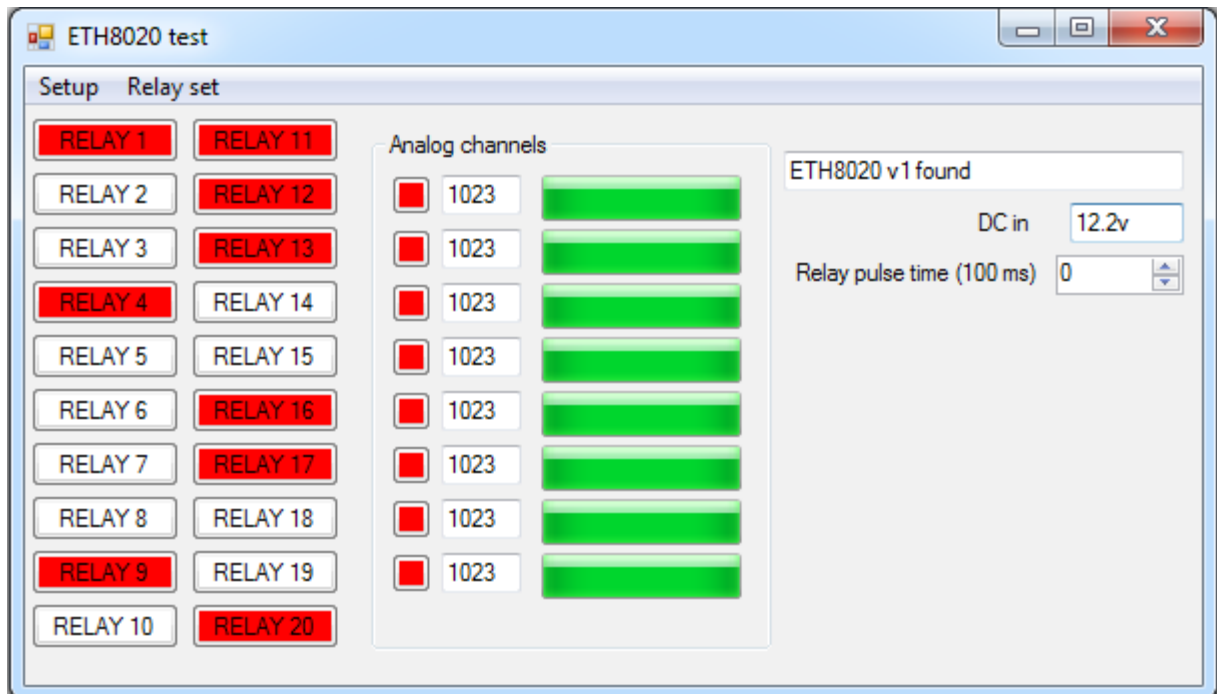 ETH8020 test
Setup Relay set
RELAY 1 RELAY 11
RELAY 2 RELAY 12
RELAY 3 RELAY 13
RELAY 4 RELAY 14
RELAY 5 RELAY 15
RELAY 6 RELAY 16
RELAY 7 RELAY 17
RELAY 8 RELAY 18
RELAY 9 RELAY 19
RELAY 10 RELAY 20
Analog channels
1023
1023
1023
1023
1023
1023
1023
1023
ETH8020 v1 found
DC in 12.2v
Relay pulse time (100 ms) 0